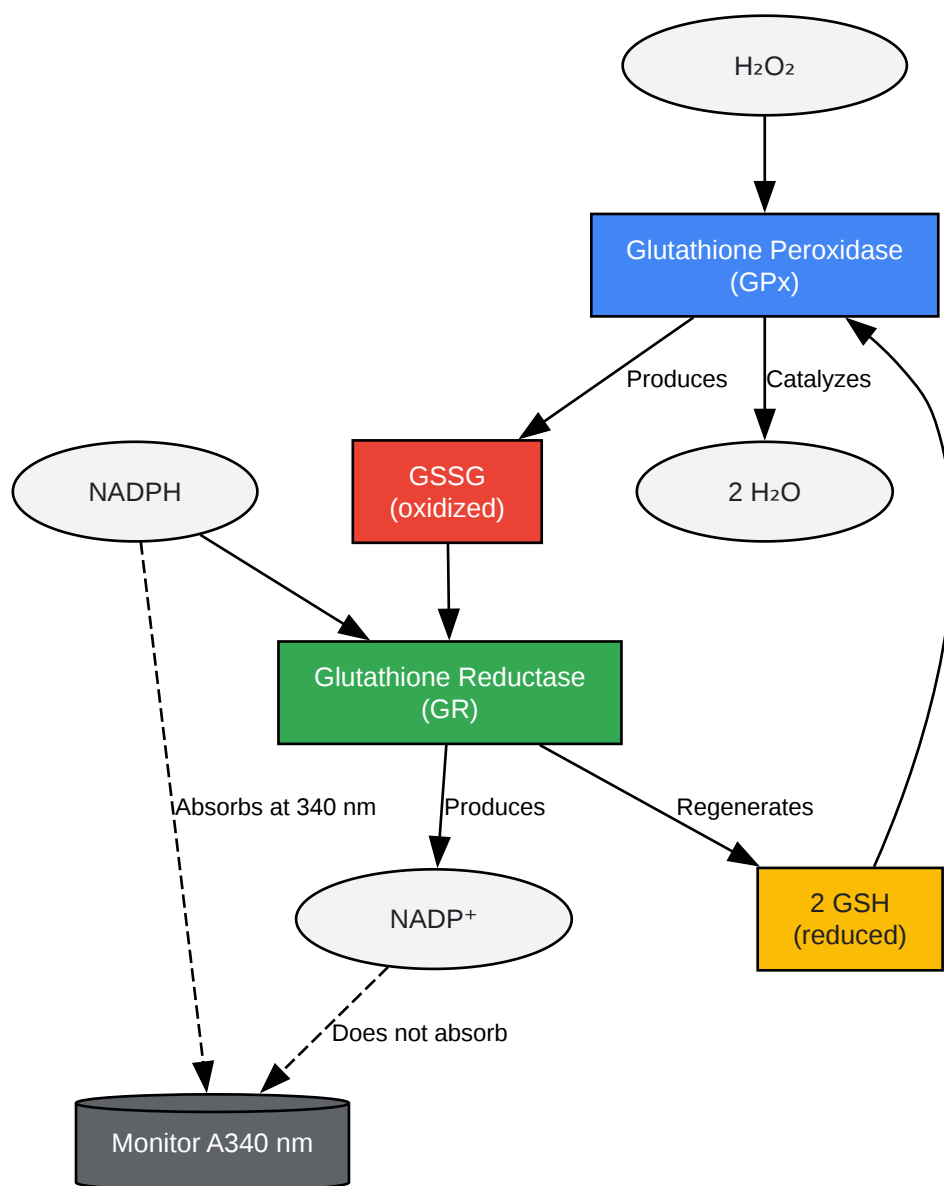 H₂O₂
Glutathione Peroxidase
(GPx)
Produces
Catalyzes
NADPH
GSSG
(oxidized)
2 H₂O
Glutathione Reductase
(GR)
Absorbs at 340 nm
Produces
Regenerates
NADP⁺
2 GSH
(reduced)
Does not absorb
Monitor A340 nm